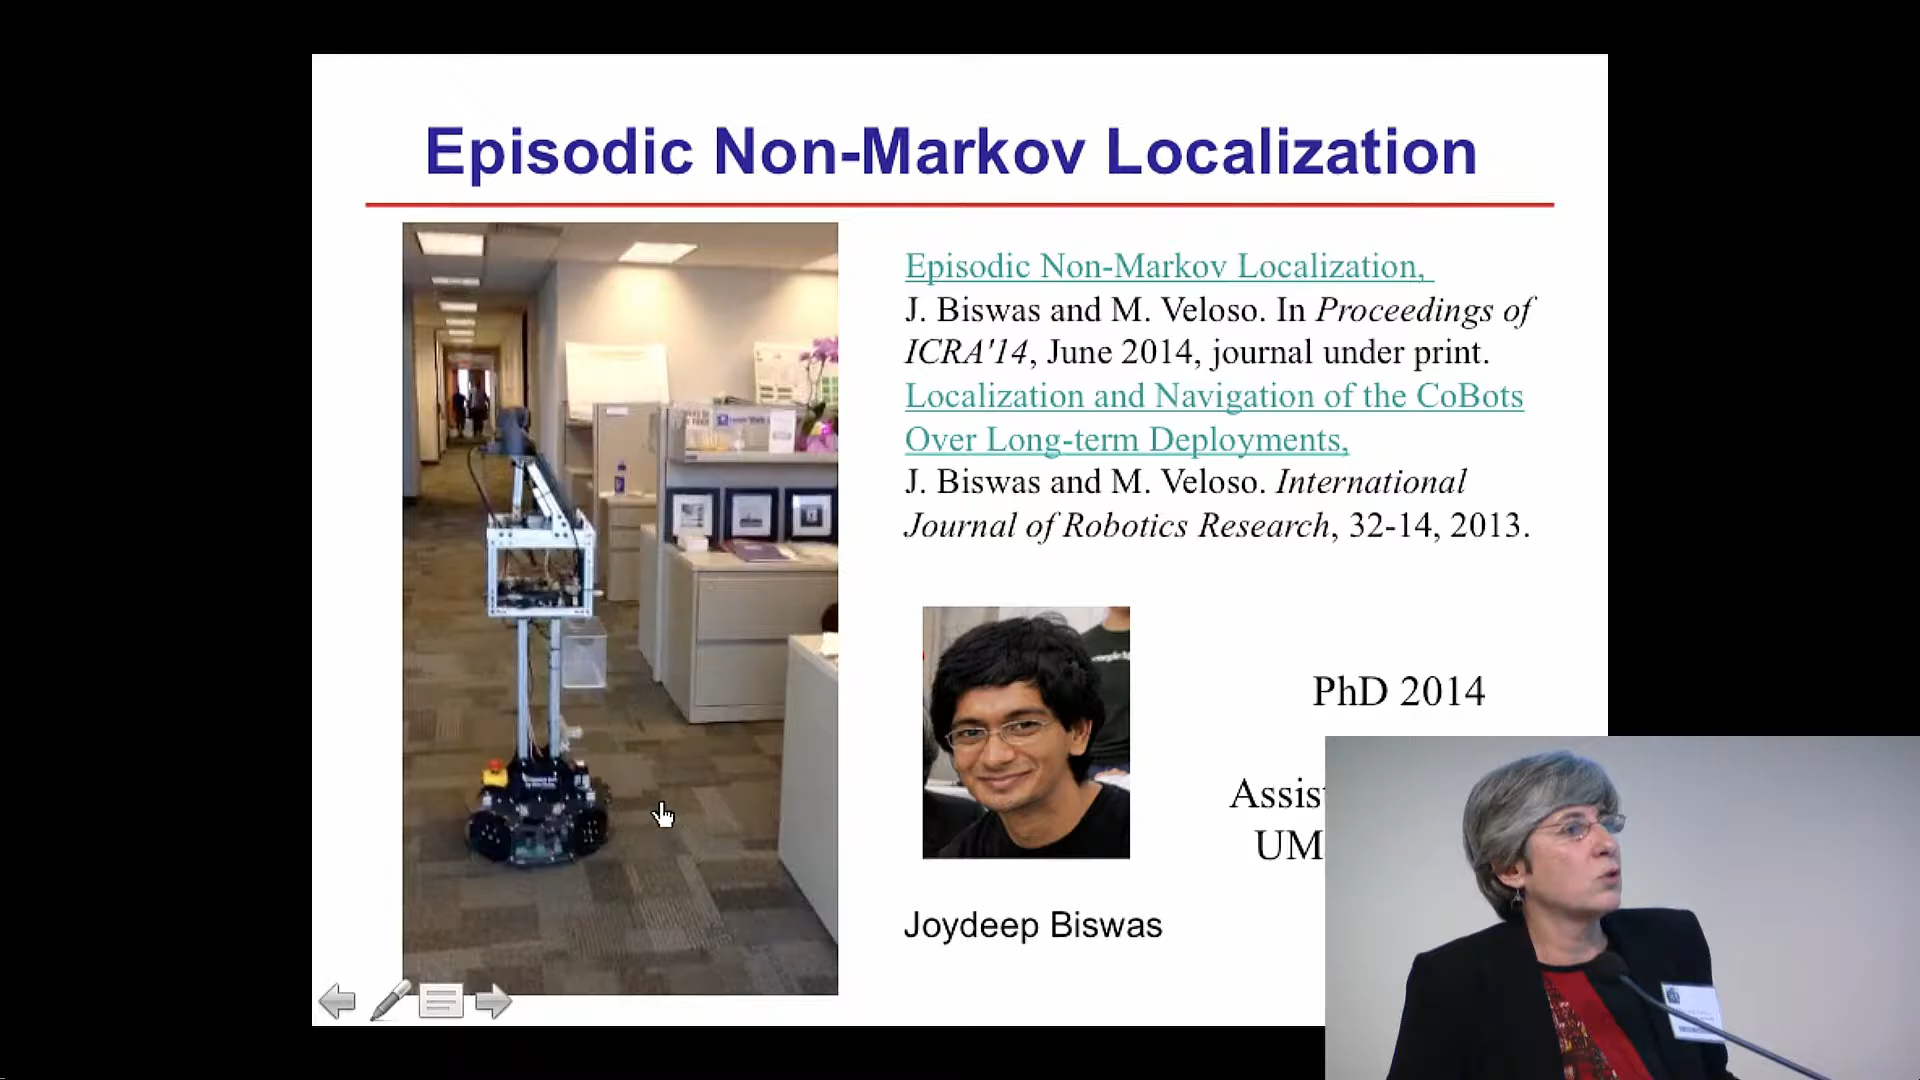 Episodic Non-Markov Localization
Episodic Non-Markov Localization,
J. Biswas and M. Veloso. In Proceedings of
ICRA'14, June 2014, journal under print.
Localization and Navigation of the CoBots
Over Long-term Deployments,
J. Biswas and M. Veloso. International
Journal of Robotics Research, 32-14, 2013.
PhD 2014
Joydeep Biswas